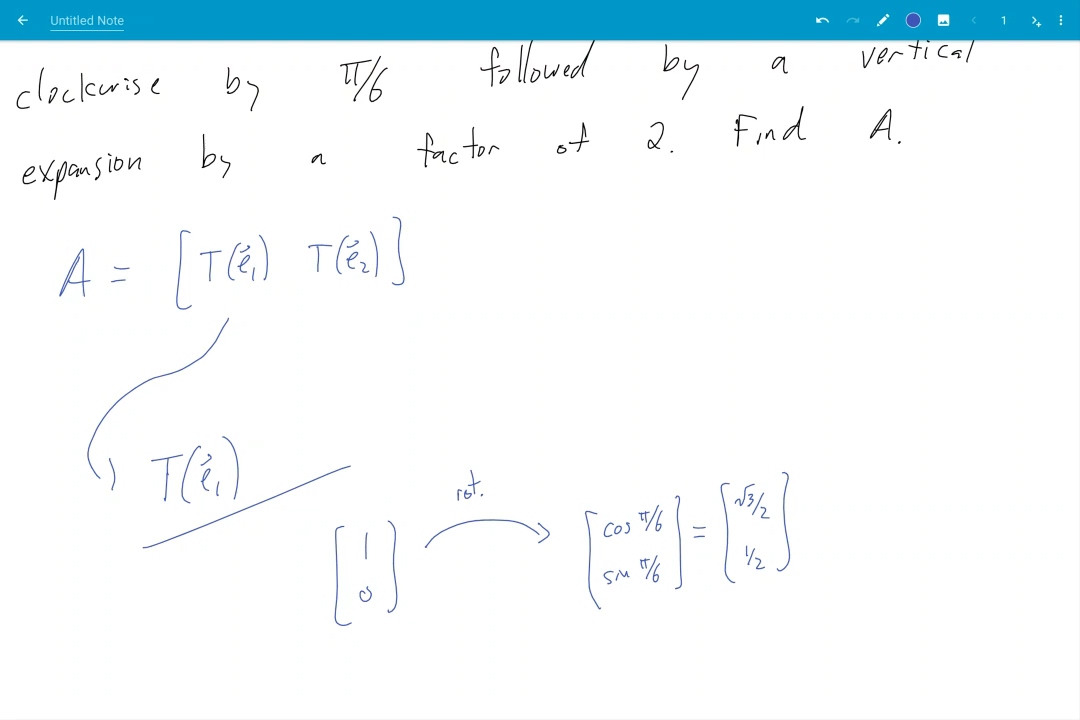 Untitled Note
1
clockwise by π/6 followed by a vertical
expansion by a factor of 2. Find A.
A = [T(e⃗₁) T(e⃗₂)]
T(e⃗₁)
rot.
[1 0] [cos π/6 sin π/6] = [√3/2 1/2]